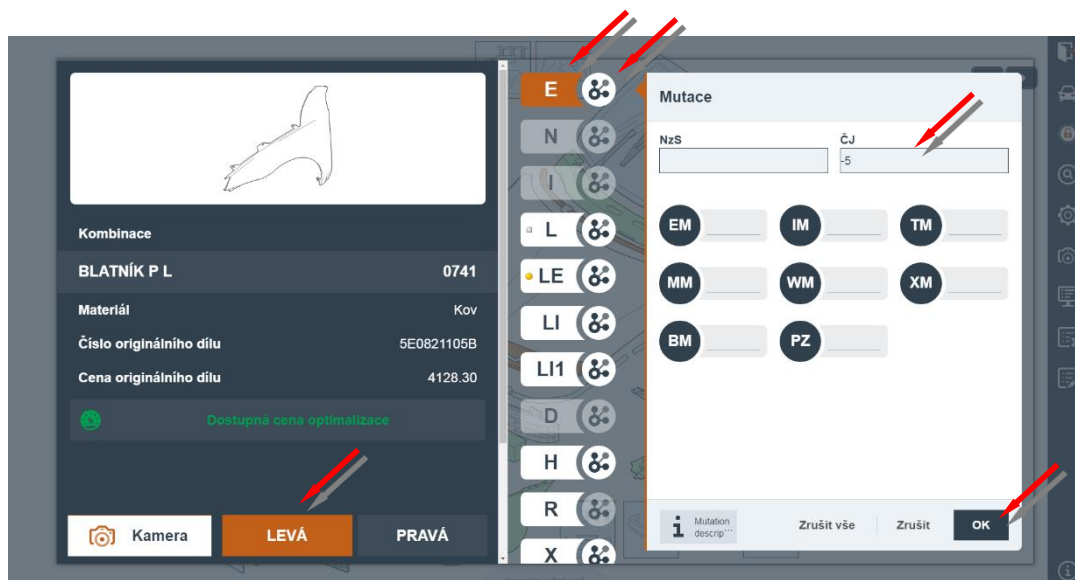 Kombinace
BLATNÍK P L 0741
Materiál Kov
Číslo originálního dílu 5E0821105B
Cena originálního dílu 4128.30
Dostupná cena optimalizace
Kamera LEVÁ PRAVÁ
E
N
I
L
LE
LI
LI1
D
H
R
X
Mutace
NzS ČJ
-5
EM IM TM
MM WM XM
BM PZ
Mutation
descrip...
Zrušit vše Zrušit OK